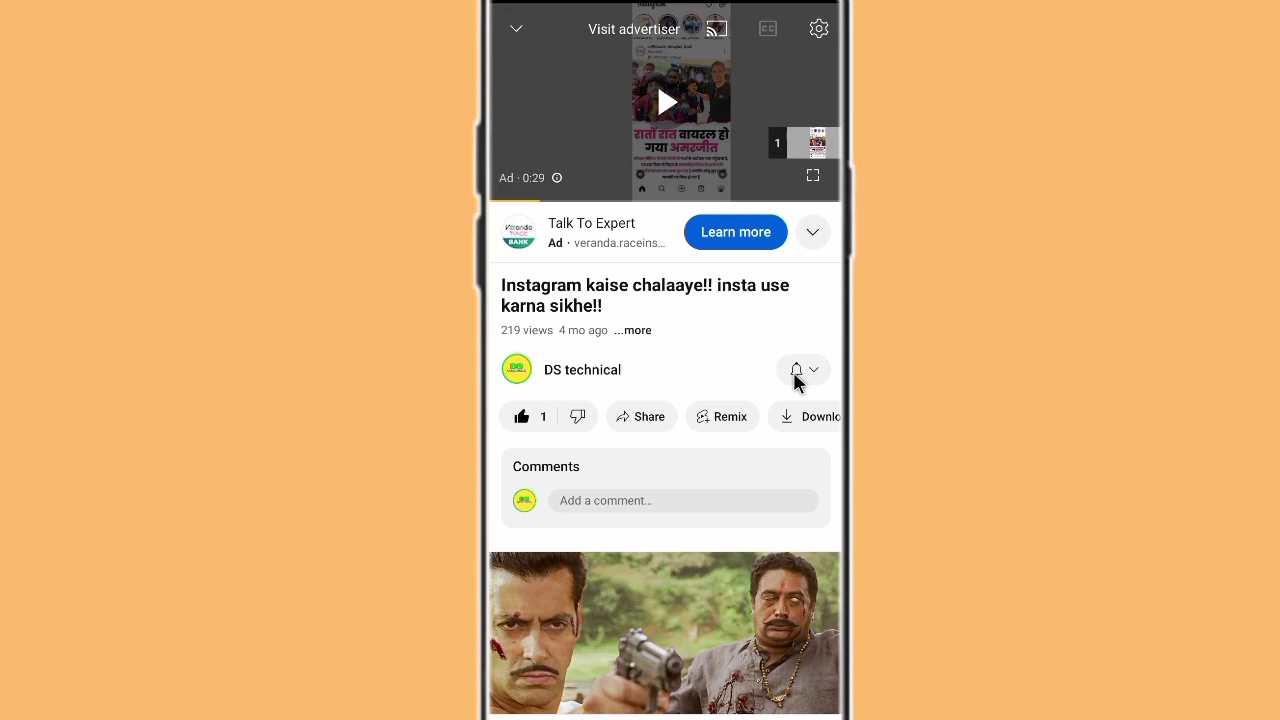 Visit advertiser
CC
रातों रात वायरल हो
गया अमरजीत
1
Ad · 0:29
Talk To Expert
Learn more
Ad · veranda.raceins...
BANK
Instagram kaise chalaaye!! insta use
karna sikhe!!
219 views 4 mo ago ...more
DS technical
1
Share
Remix
Downlo
Comments
Add a comment...